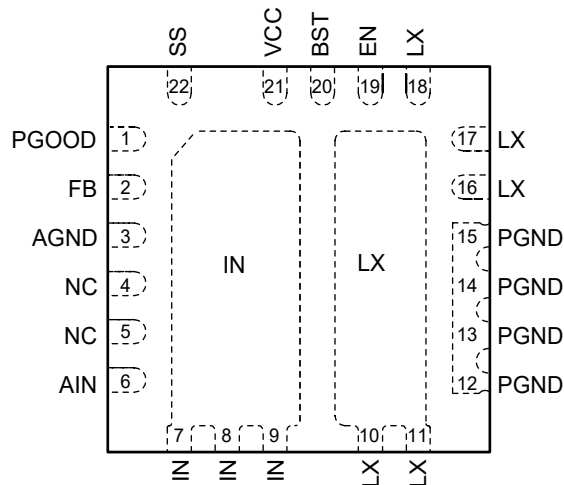 SS VCC BST EN LX
22 21 20 19 18
PGOOD 1 17 LX
FB 2 16 LX
AGND 3 15 PGND
IN LX
NC 4 14 PGND
NC 5 13 PGND
AIN 6 12 PGND
7 8 9 10 11
IN IN IN LX LX